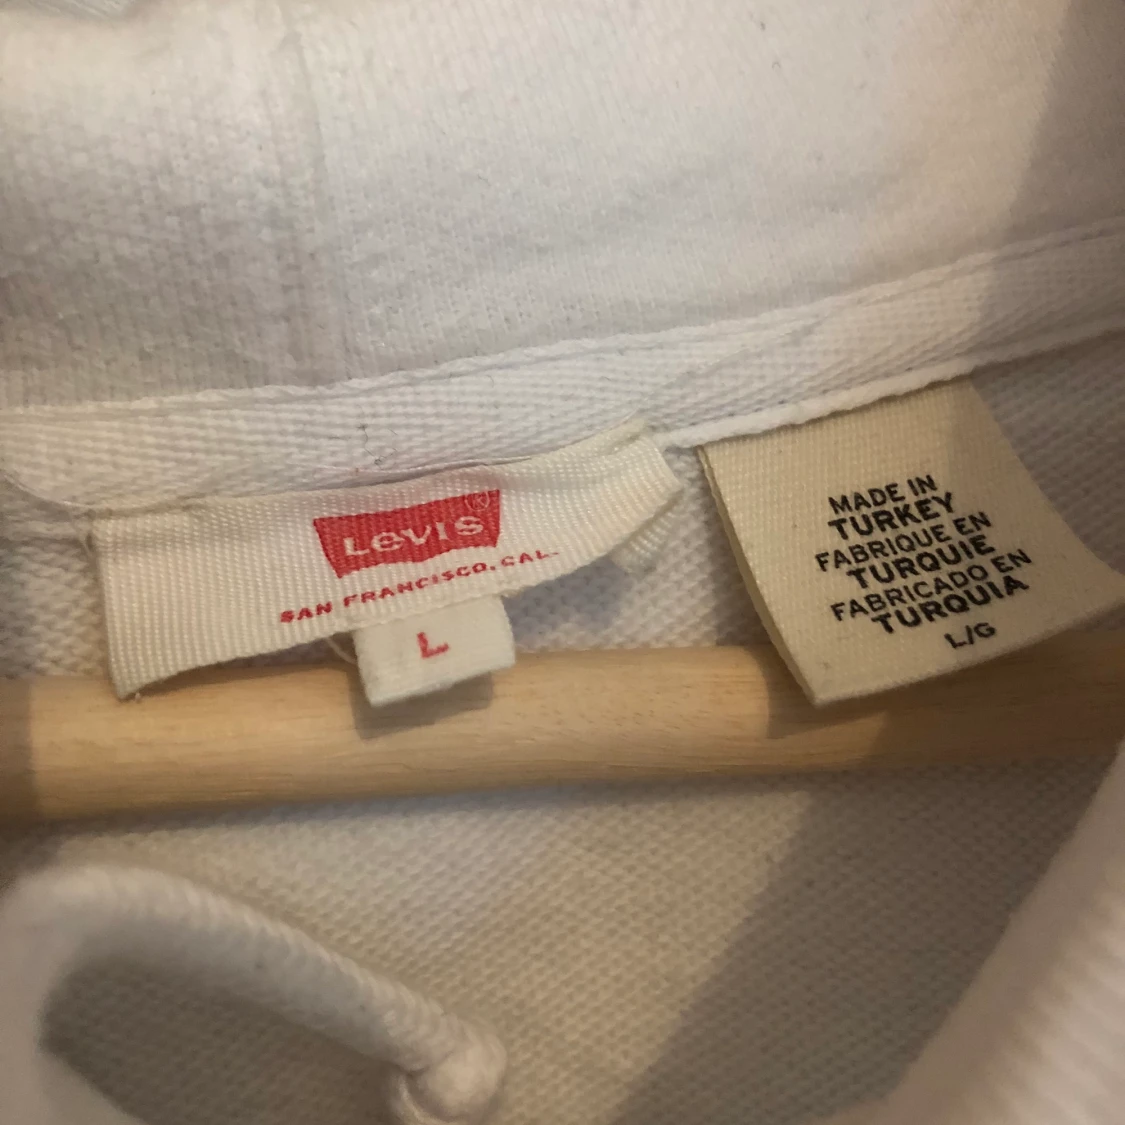 Levi's ®
SAN FRANCISCO, CAL.
L
MADE IN
TURKEY
FABRIQUE EN
TURQUIE
FABRICADO EN
TURQUIA
L/G